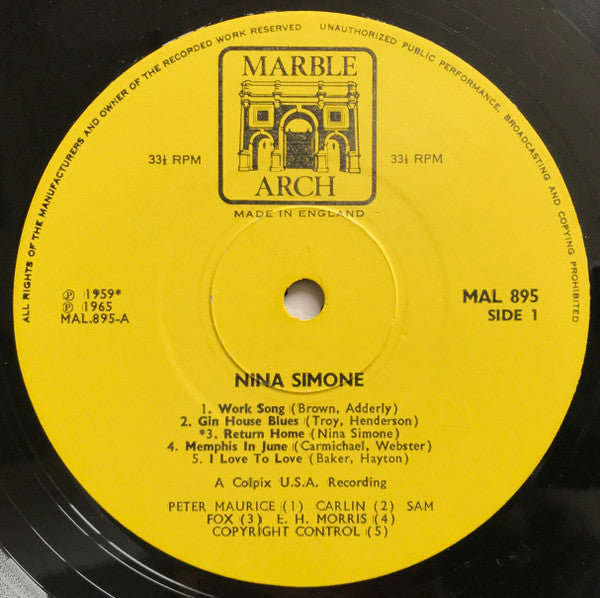 ALL RIGHTS OF THE MANUFACTURERS AND OWNER OF THE RECORDED WORK RESERVED UNAUTHORIZED PUBLIC PERFORMANCE, BROADCASTING AND COPYING PROHIBITED
MARBLE
ARCH
33⅓ RPM 33⅓ RPM
MADE IN ENGLAND
℗ 1959*
℗ 1965
MAL.895-A
MAL 895
SIDE 1
NINA SIMONE
1. Work Song (Brown, Adderly)
2. Gin House Blues (Troy, Henderson)
*3. Return Home (Nina Simone)
4. Memphis In June (Carmichael, Webster)
5. I Love To Love (Baker, Hayton)
A Colpix U.S.A. Recording
PETER MAURICE (1) CARLIN (2) SAM
FOX (3) E. H. MORRIS (4)
COPYRIGHT CONTROL (5)